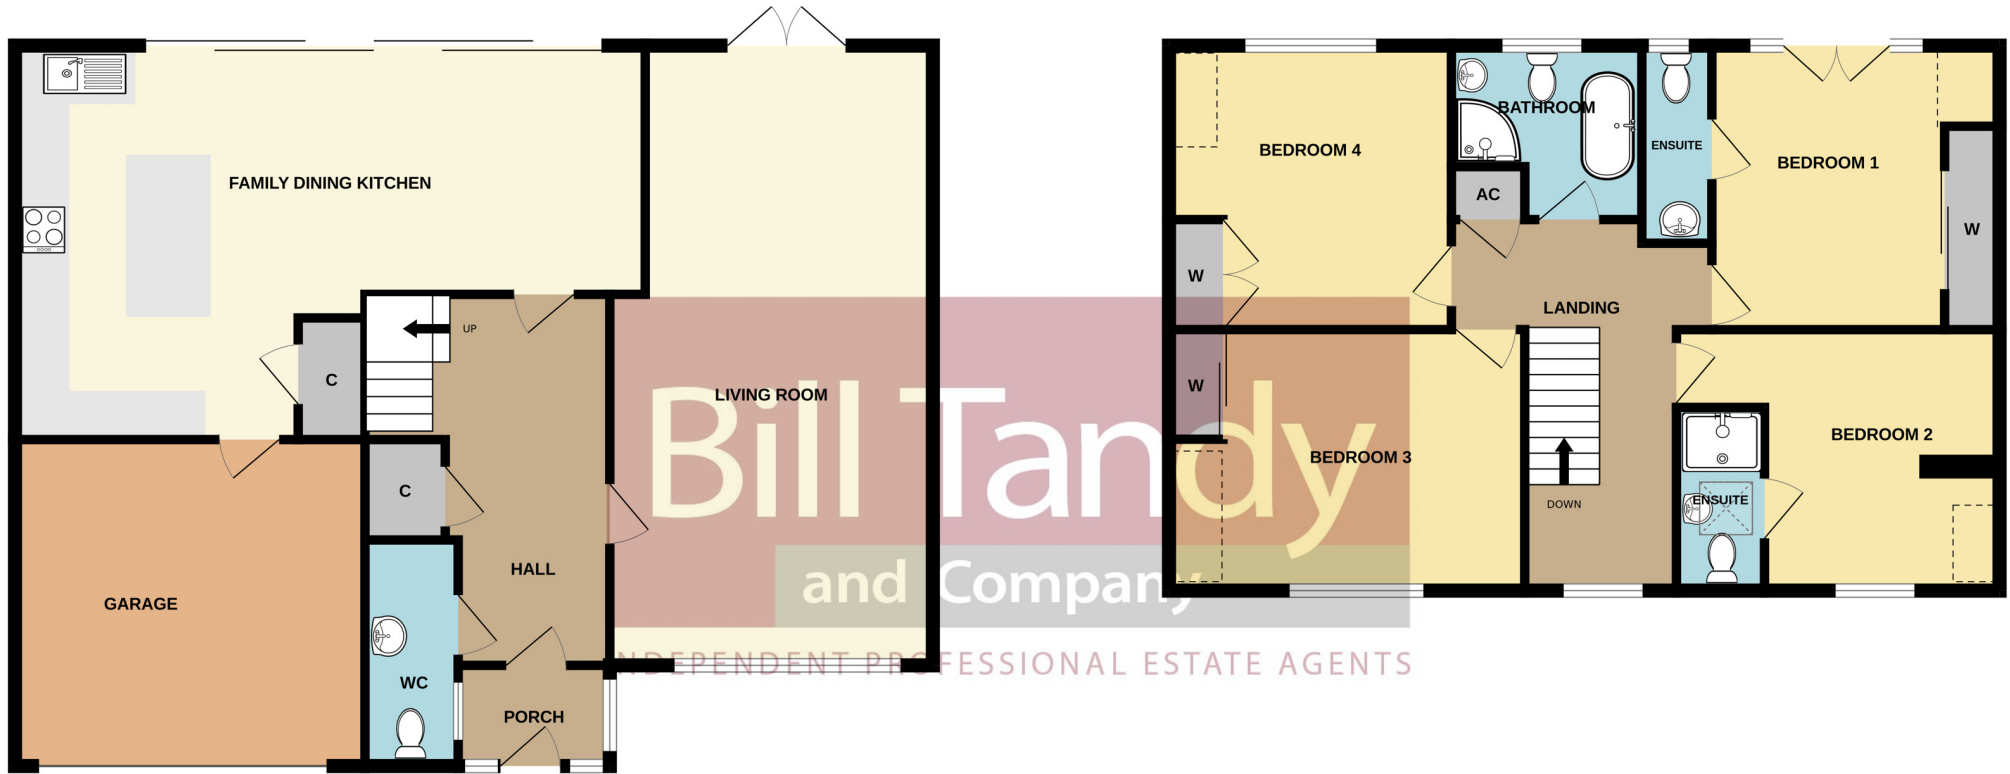 FAMILY DINING KITCHEN
UP
C
LIVING ROOM
C
HALL
GARAGE
WC
PORCH
BEDROOM 4
BATHROOM
ENSUITE
BEDROOM 1
AC
W
W
LANDING
W
BEDROOM 3
BEDROOM 2
ENSUITE
DOWN
Bill Tandy
and Company
INDEPENDENT PROFESSIONAL ESTATE AGENTS